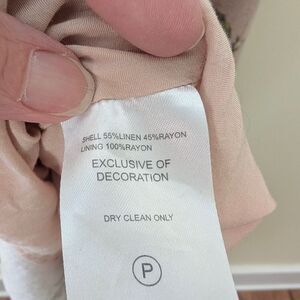 SHELL 55%LINEN 45%RAYON
LINING 100%RAYON
EXCLUSIVE OF
DECORATION
DRY CLEAN ONLY
P